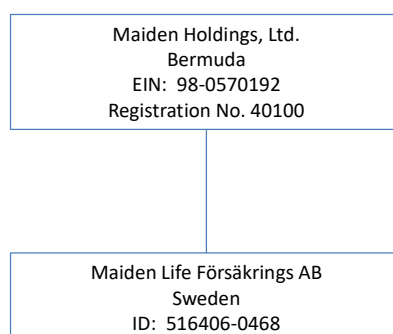 Maiden Holdings, Ltd.
Bermuda
EIN: 98-0570192
Registration No. 40100
Maiden Life Försäkrings AB
Sweden
ID: 516406-0468